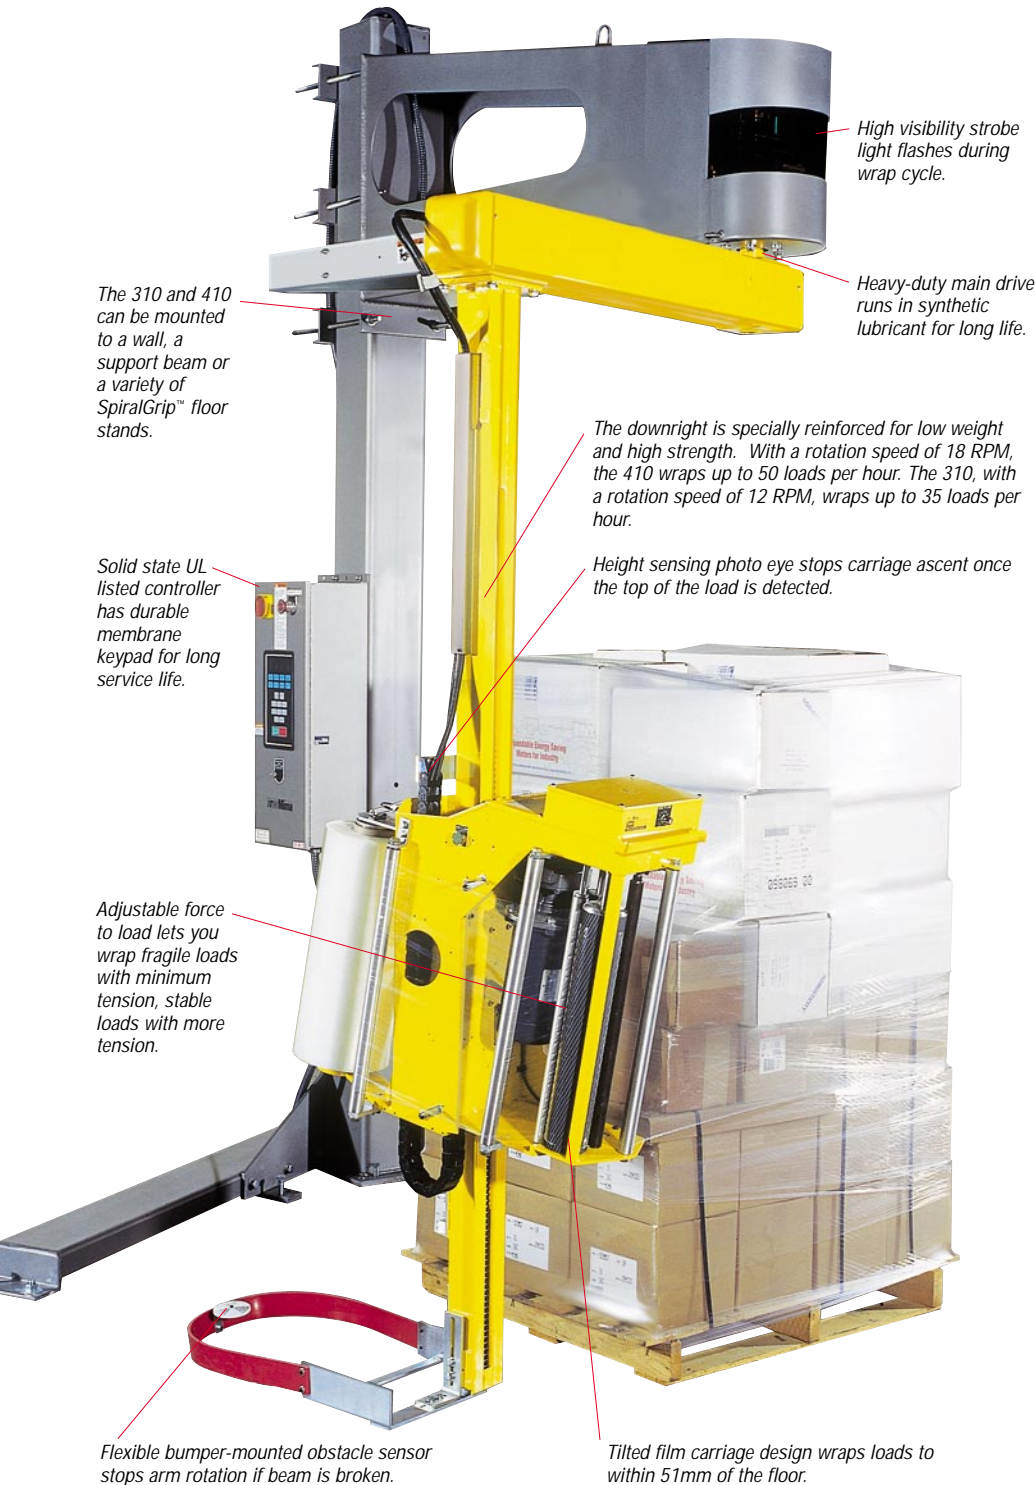 High visibility strobe
light flashes during
wrap cycle.
Heavy-duty main drive
runs in synthetic
lubricant for long life.
The 310 and 410
can be mounted
to a wall, a
support beam or
a variety of
SpiralGrip™ floor
stands.
The downright is specially reinforced for low weight
and high strength. With a rotation speed of 18 RPM,
the 410 wraps up to 50 loads per hour. The 310, with
a rotation speed of 12 RPM, wraps up to 35 loads per
hour.
Height sensing photo eye stops carriage ascent once
the top of the load is detected.
Solid state UL
listed controller
has durable
membrane
keypad for long
service life.
Energy Saving
Motors for Industry
Adjustable force
to load lets you
wrap fragile loads
with minimum
tension, stable
loads with more
tension.
Flexible bumper-mounted obstacle sensor
stops arm rotation if beam is broken.
Tilted film carriage design wraps loads to
within 51mm of the floor.